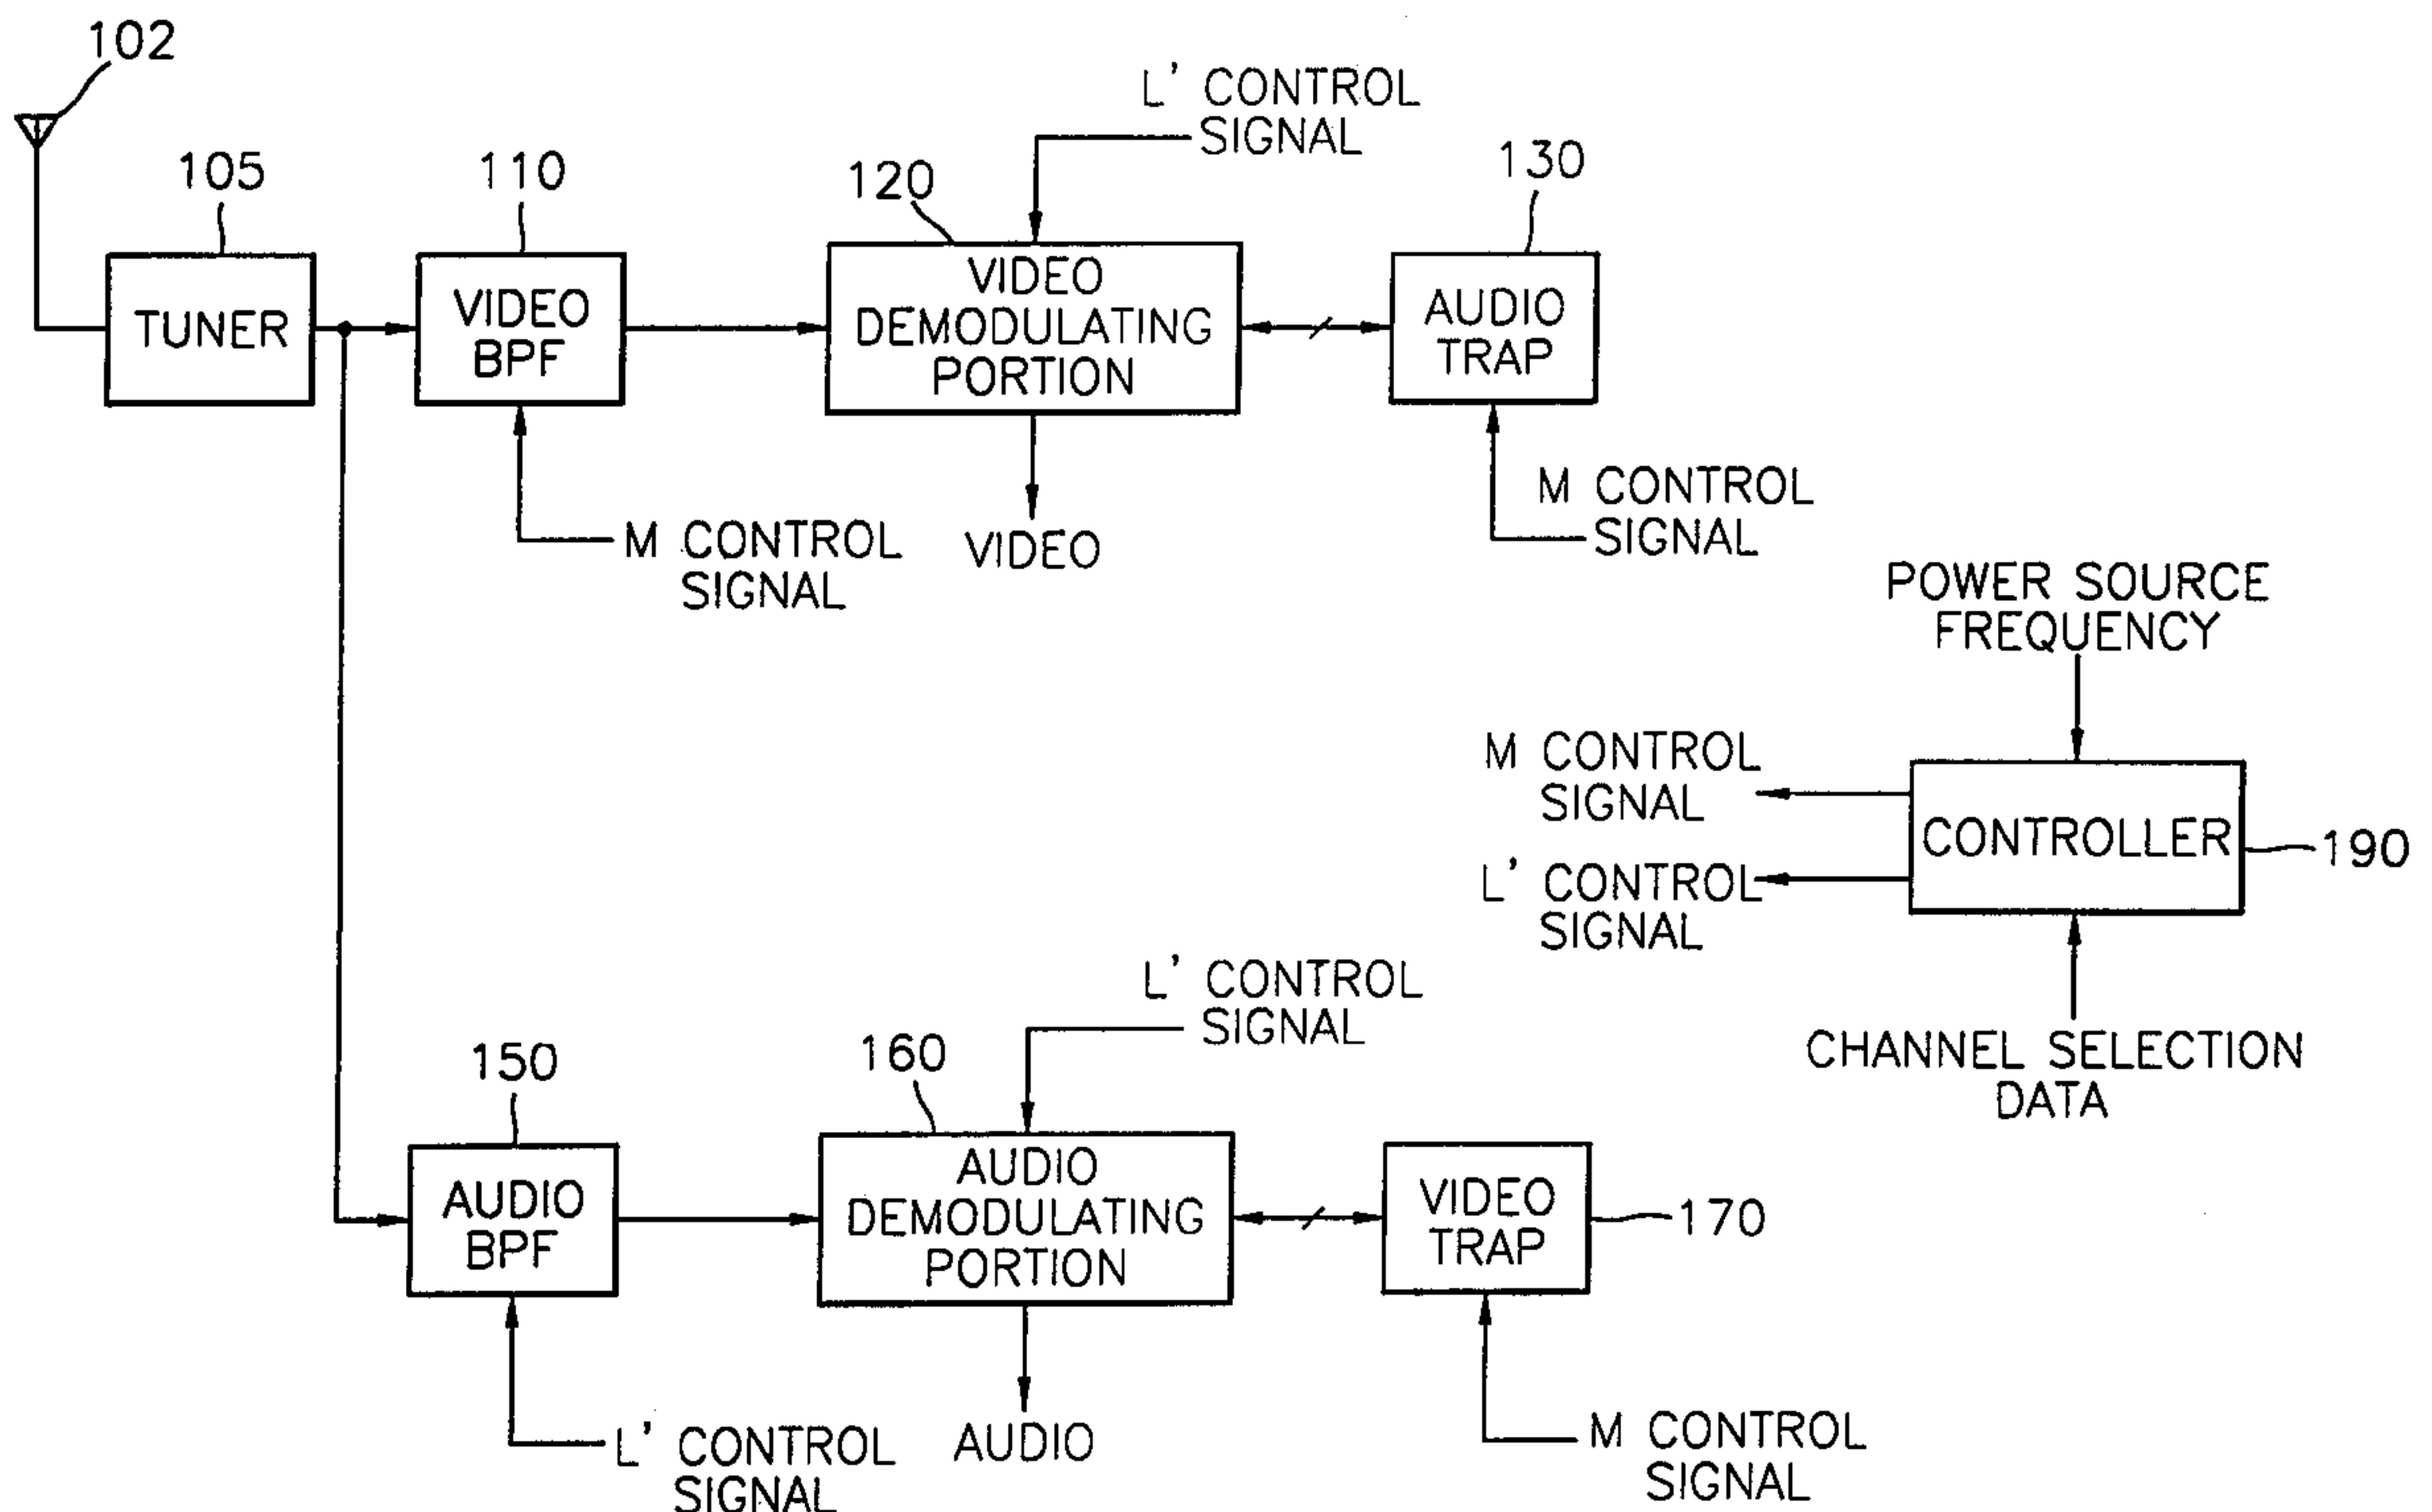 102
L' CONTROL
SIGNAL
105
110
120
130
TUNER
VIDEO
BPF
VIDEO
DEMODULATING
PORTION
AUDIO
TRAP
M CONTROL
SIGNAL
VIDEO
M CONTROL
SIGNAL
POWER SOURCE
FREQUENCY
M CONTROL
SIGNAL
L' CONTROL
SIGNAL
CONTROLLER
190
CHANNEL SELECTION
DATA
L' CONTROL
SIGNAL
150
160
AUDIO
BPF
AUDIO
DEMODULATING
PORTION
VIDEO
TRAP
170
L' CONTROL
SIGNAL
AUDIO
M CONTROL
SIGNAL